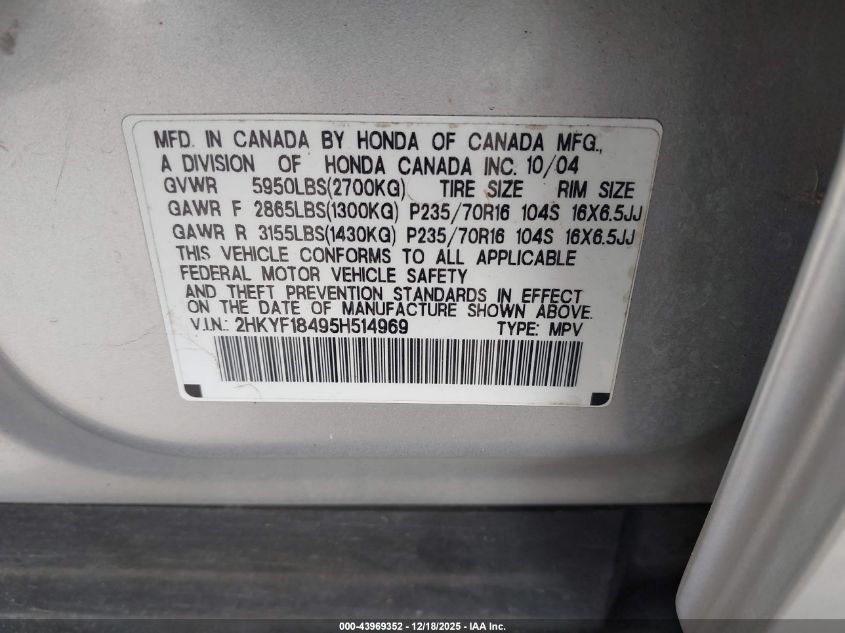 MFD. IN CANADA BY HONDA OF CANADA MFG.,
A DIVISION OF HONDA CANADA INC. 10/04
GVWR 5950LBS(2700KG) TIRE SIZE RIM SIZE
GAWR F 2865LBS(1300KG) P235/70R16 104S 16X6.5JJ
GAWR R 3155LBS(1430KG) P235/70R16 104S 16X6.5JJ
THIS VEHICLE CONFORMS TO ALL APPLICABLE
FEDERAL MOTOR VEHICLE SAFETY
AND THEFT PREVENTION STANDARDS IN EFFECT
ON THE DATE OF MANUFACTURE SHOWN ABOVE.
V.I.N.: 2HKYF18495H514969 TYPE: MPV
000-43969352 - 12/18/2025 - IAA Inc.